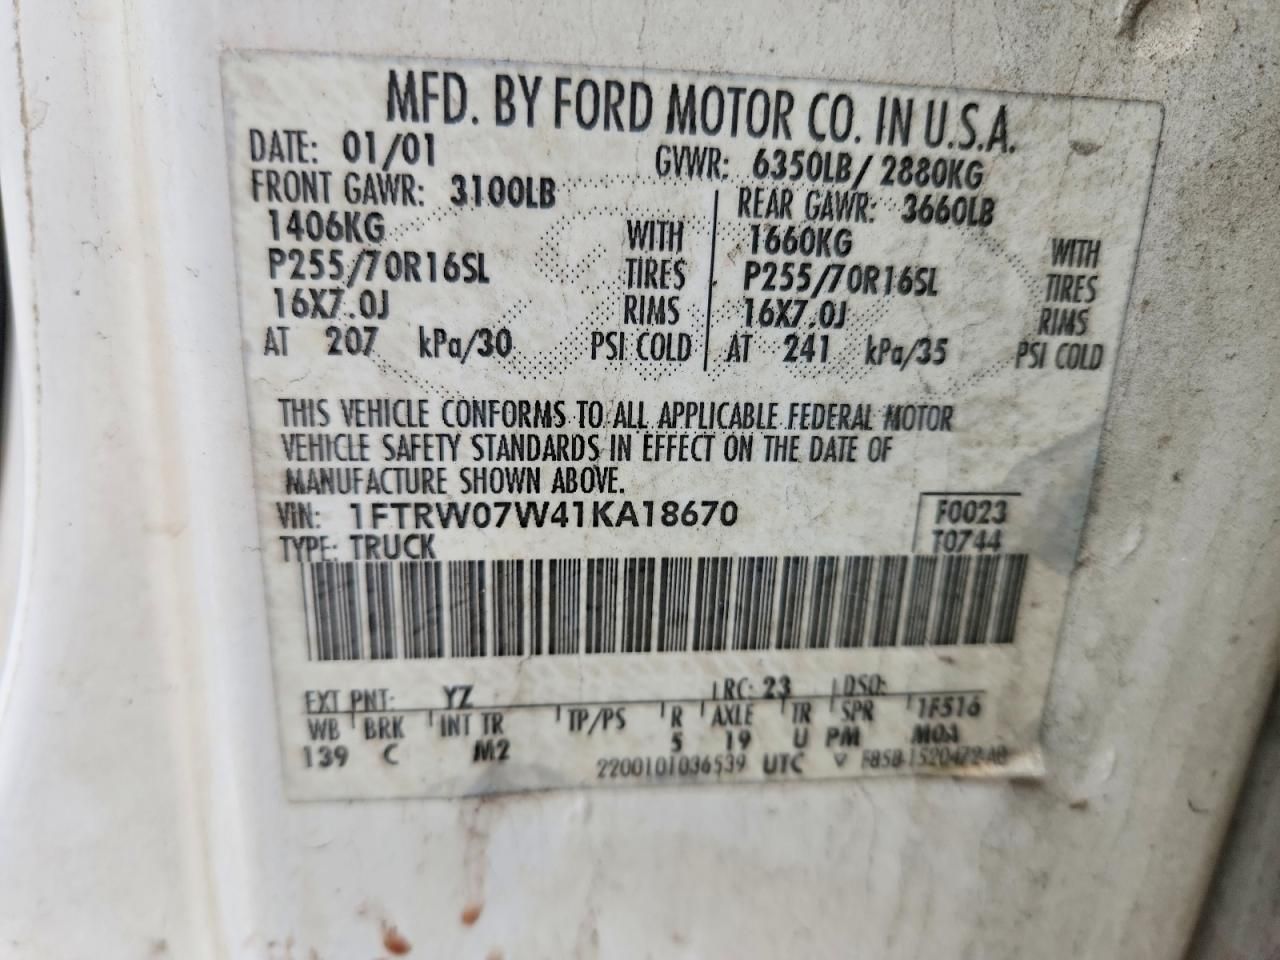 MFD. BY FORD MOTOR CO. IN U.S.A.
DATE: 01/01 GVWR: 6350LB/ 2880KG
FRONT GAWR: 3100LB REAR GAWR: 3660LB
1406KG WITH 1660KG WITH
P255/70R16SL TIRES P255/70R16SL TIRES
16X7.0J RIMS 16X7.0J RIMS
AT 207 kPa/30 PSI COLD AT 241 kPa/35 PSI COLD
THIS VEHICLE CONFORMS TO ALL APPLICABLE FEDERAL MOTOR
VEHICLE SAFETY STANDARDS IN EFFECT ON THE DATE OF
MANUFACTURE SHOWN ABOVE.
VIN: 1FTRW07W41KA18670 F0023
TYPE: TRUCK T0744
EXT PNT: YZ RC: 23 DSO:
WB BRK INT TR TP/PS R AXLE TR SPR 1F516
139 C M2 5 19 U PM
2200101036539 UTC